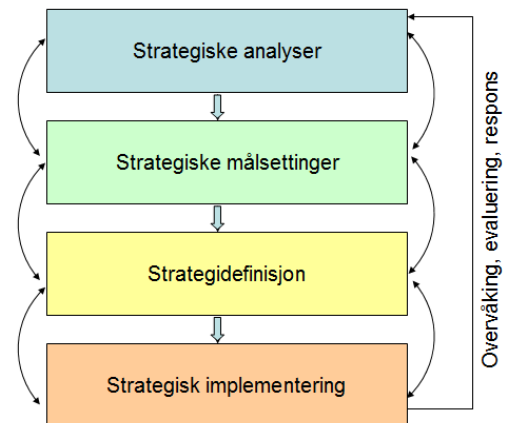 Strategiske analyser
Strategiske målsettinger
Strategidefinisjon
Strategisk implementering
Overvåking, evaluering, respons